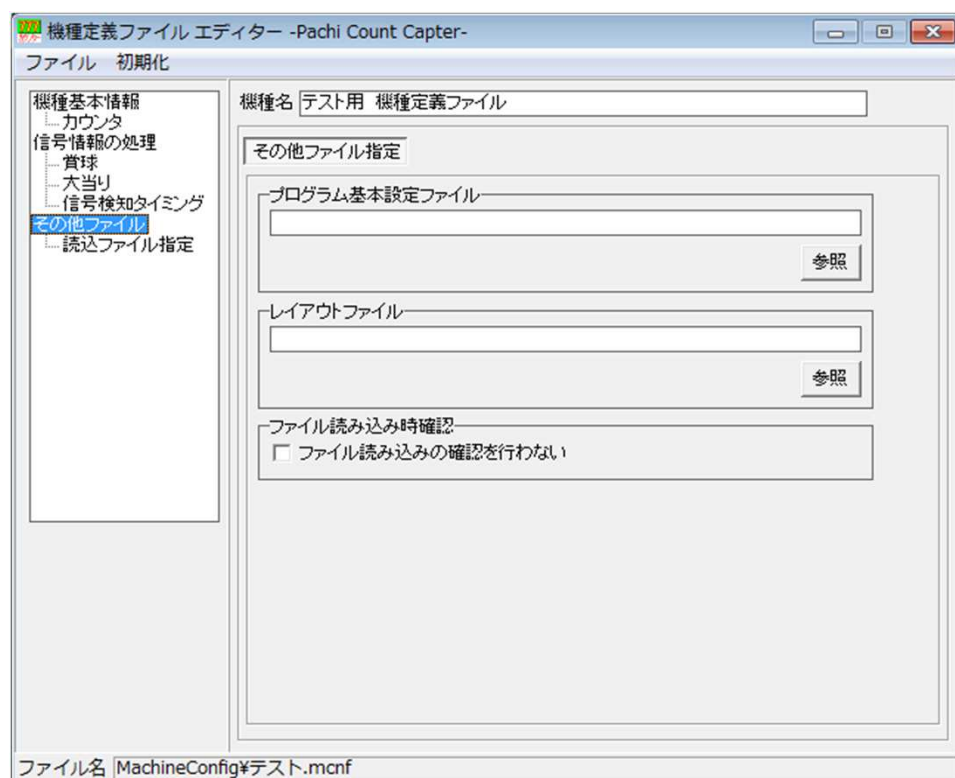 機種定義ファイル エディター -Pachi Count Capter-
ファイル 初期化
機種基本情報
カウンタ
信号情報の処理
賞球
大当り
信号検知タイミング
その他ファイル
読込ファイル指定
機種名 テスト用 機種定義ファイル
その他ファイル指定
プログラム基本設定ファイル
参照
レイアウトファイル
参照
ファイル読み込み時確認
ファイル読み込みの確認を行わない
ファイル名 MachineConfig¥テスト.mcnf